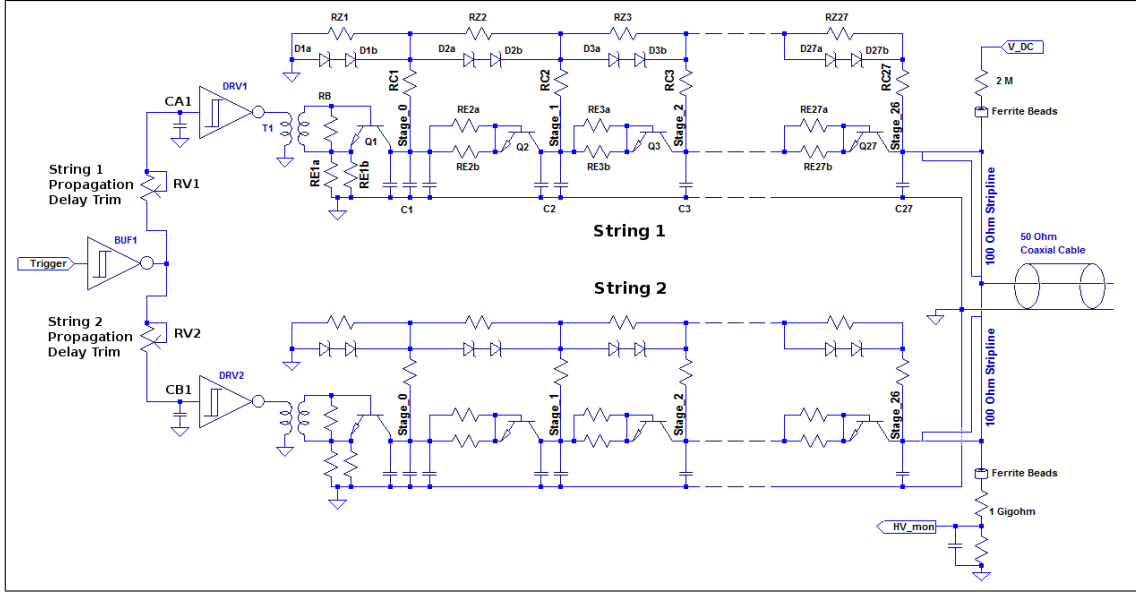 RZ1 RZ2 RZ3 RZ27
D1a D1b D2a D2b D3a D3b D27a D27b
V_DC
2 M
Ferrite Beads
CA1
DRV1
T1
RB
RC1 RC2 RC3 RC27
Stage_0 Stage_1 Stage_2 Stage_26
RE2a RE3a RE27a
Q1 Q2 Q3 Q27
RE1a RE1b
RE2b RE3b RE27b
C1 C2 C3 C27
String 1
Propagation
Delay Trim
RV1
String 1
100 Ohm Stripline
50 Ohm
Coaxial Cable
BUF1
Trigger
String 2
String 2
Propagation
Delay Trim
RV2
CB1
DRV2
Stage_0 Stage_1 Stage_2 Stage_26
100 Ohm Stripline
Ferrite Beads
1 Gigohm
HV_mon